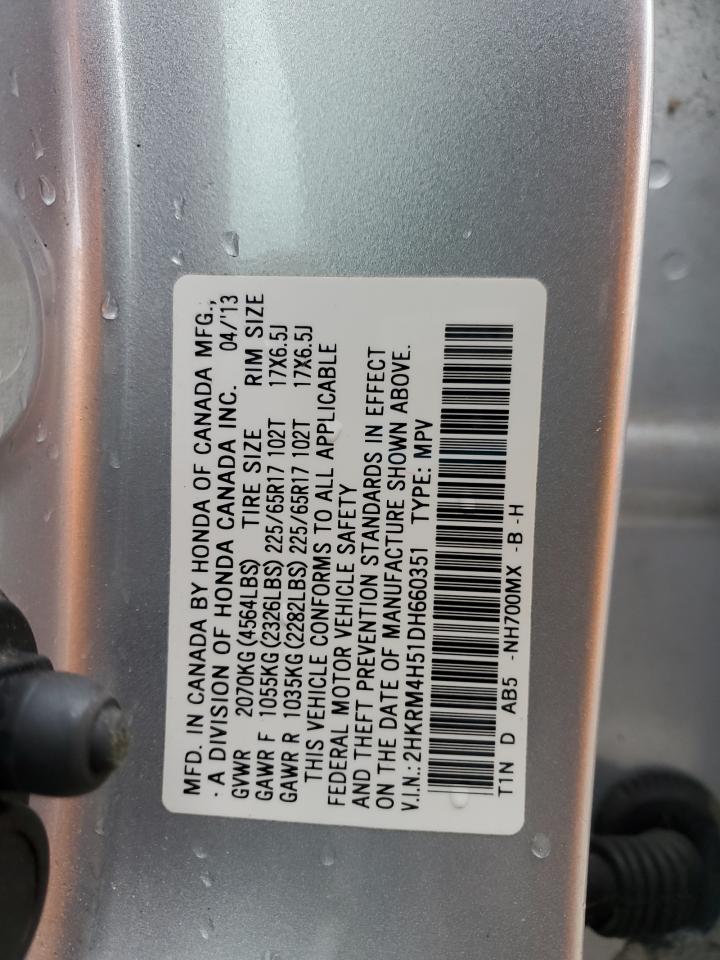 MFD. IN CANADA BY HONDA OF CANADA MFG.,
· A DIVISION OF HONDA CANADA INC. 04/'13
GVWR 2070KG(4564LBS) TIRE SIZE RIM SIZE
GAWR F 1055KG(2326LBS)225/65R17 102T 17X6.5J
GAWR R 1035KG(2282LBS)225/65R17 102T 17X6.5J
THIS VEHICLE CONFORMS TO ALL APPLICABLE
FEDERAL MOTOR VEHICLE SAFETY
AND THEFT PREVENTION STANDARDS IN EFFECT
ON THE DATE OF MANUFACTURE SHOWN ABOVE.
V.I.N.: 2HKRM4H51DH660351 TYPE: MPV
T1N D AB5 -NH700MX -B -H